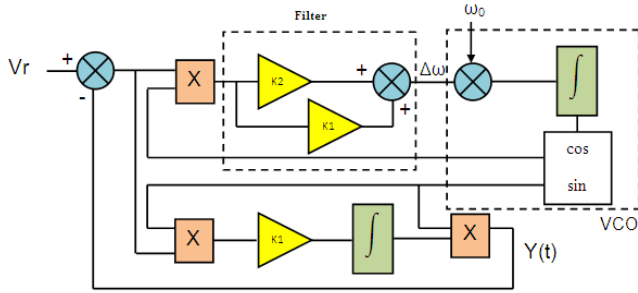 Filter
ω0
Vr
+
-
X
K2
K1
+
+
Δω
∫
cos
sin
VCO
X
K1
∫
X
Y(t)